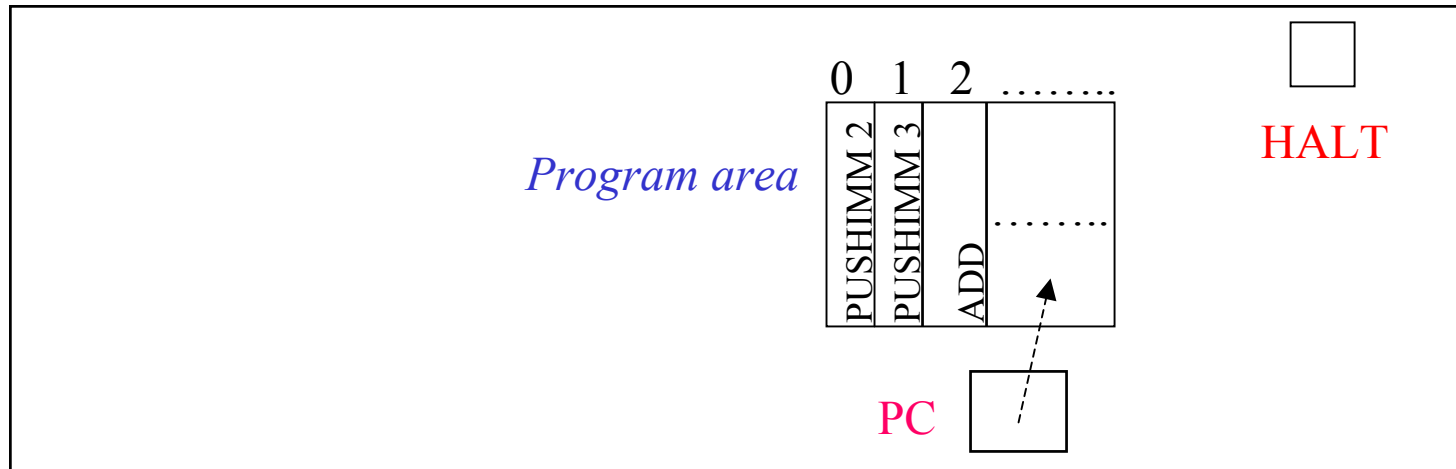 0 1 2 ........
HALT
Program area
PUSHIMM 2
PUSHIMM 3
ADD
........
PC